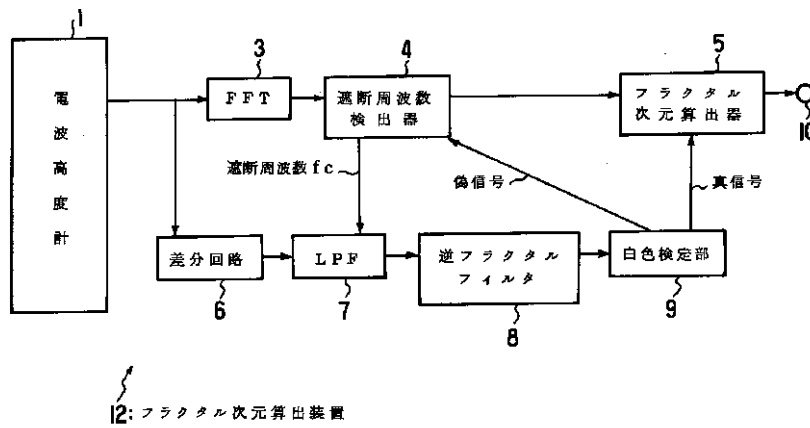 1
電波高度計
3
FFT
4
遮断周波数
検出器
5
フラクタル
次元算出器
10
遮断周波数fc
偽信号
真信号
差分回路
6
LPF
7
逆フラクタル
フィルタ
8
白色検定部
9
12:フラクタル次元算出装置